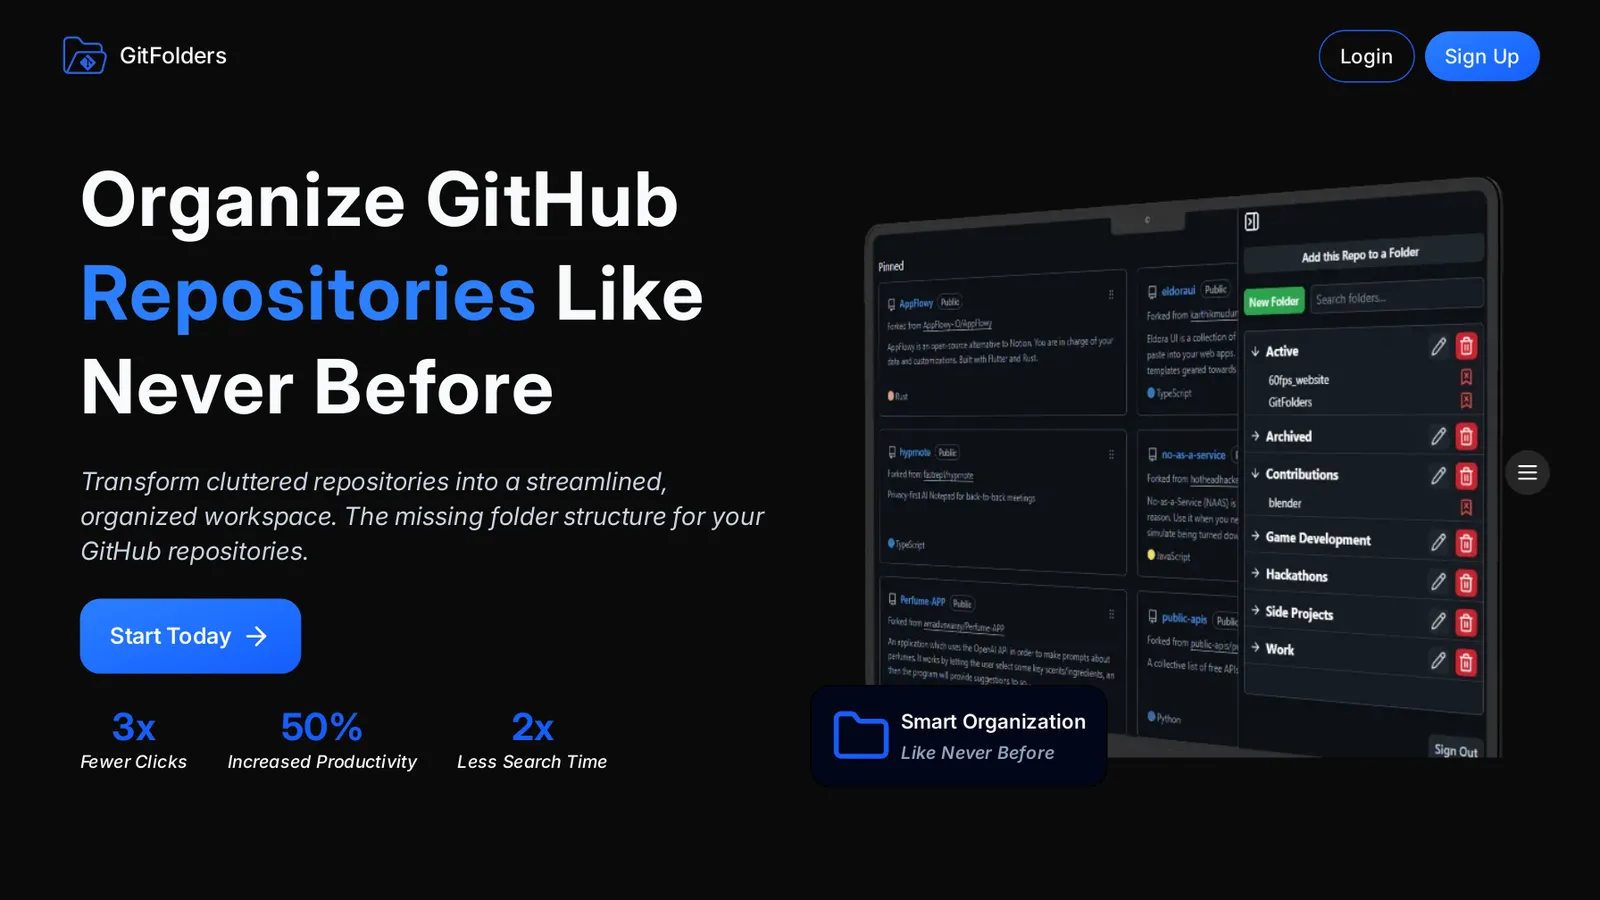 GitFolders
Login
Sign Up
Organize GitHub
Repositories Like
Never Before
Transform cluttered repositories into a streamlined,
organized workspace. The missing folder structure for your
GitHub repositories.
Start Today
3x
Fewer Clicks
50%
Increased Productivity
2x
Less Search Time
Pinned
AppFlowy Public
Forked from AppFlowy-IO/AppFlowy
AppFlowy is an open-source alternative to Notion. You are in charge of your
data and customizations. Built with Flutter and Rust.
Rust
eldoraui Public
Forked from karthikmudur
Eldora UI is a collection of
paste into your web apps.
templates geared towards
TypeScript
hypmote Public
Forked from fastrepl/hypmote
Privacy-first AI Notepad for back-to-back meetings
TypeScript
no-as-a-service
Forked from hotheadhacke
No-as-a-Service (NAAS) is
reason. Use it when you ne
simulate being turned dow
JavaScript
Perfume-APP Public
Forked from amaduswaray/Perfume-APP
An application which uses the OpenAI API in order to make prompts about
perfumes. It works by letting the user select some key scents/ingredients, an
then the program will provide suggestions to so
public-apis Public
Forked from public-apis/pu
A collective list of free APIs
Python
Add this Repo to a Folder
New Folder
Search folders...
Active
60fps_website
GitFolders
Archived
Contributions
blender
Game Development
Hackathons
Side Projects
Work
Sign Out
Smart Organization
Like Never Before